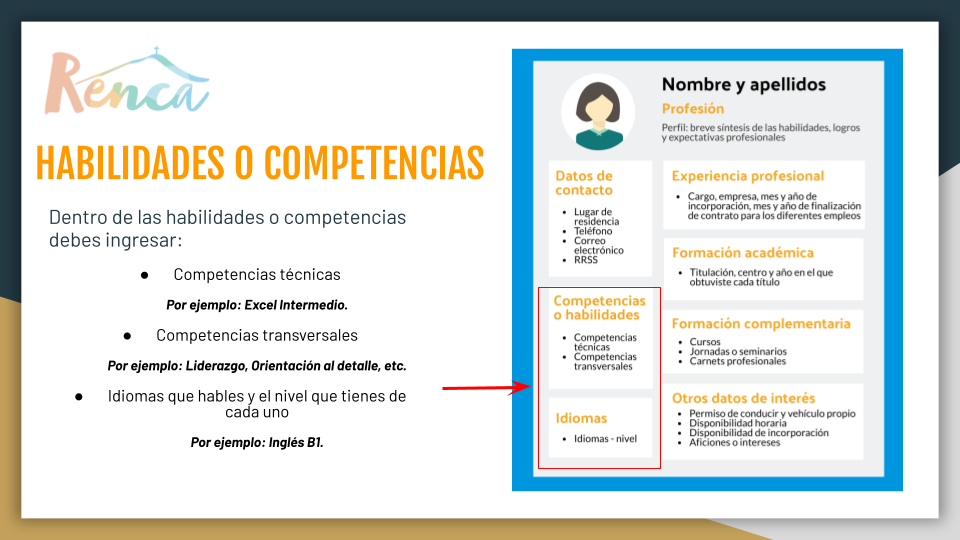 Renca
HABILIDADES O COMPETENCIAS
Dentro de las habilidades o competencias
debes ingresar:
● Competencias técnicas
Por ejemplo: Excel Intermedio.
● Competencias transversales
Por ejemplo: Liderazgo, Orientación al detalle, etc.
● Idiomas que hables y el nivel que tienes de
cada uno
Por ejemplo: Inglés B1.
Nombre y apellidos
Profesión
Perfil: breve síntesis de las habilidades, logros
y expectativas profesionales
Datos de
contacto
• Lugar de
residencia
• Teléfono
• Correo
electrónico
• RRSS
Competencias
o habilidades
• Competencias
técnicas
• Competencias
transversales
Idiomas
• Idiomas - nivel
Experiencia profesional
• Cargo, empresa, mes y año de
incorporación, mes y año de finalización
de contrato para los diferentes empleos
Formación académica
• Titulación, centro y año en el que
obtuviste cada título
Formación complementaria
• Cursos
• Jornadas o seminarios
• Carnets profesionales
Otros datos de interés
• Permiso de conducir y vehículo propio
• Disponibilidad horaria
• Disponibilidad de incorporación
• Aficiones o intereses